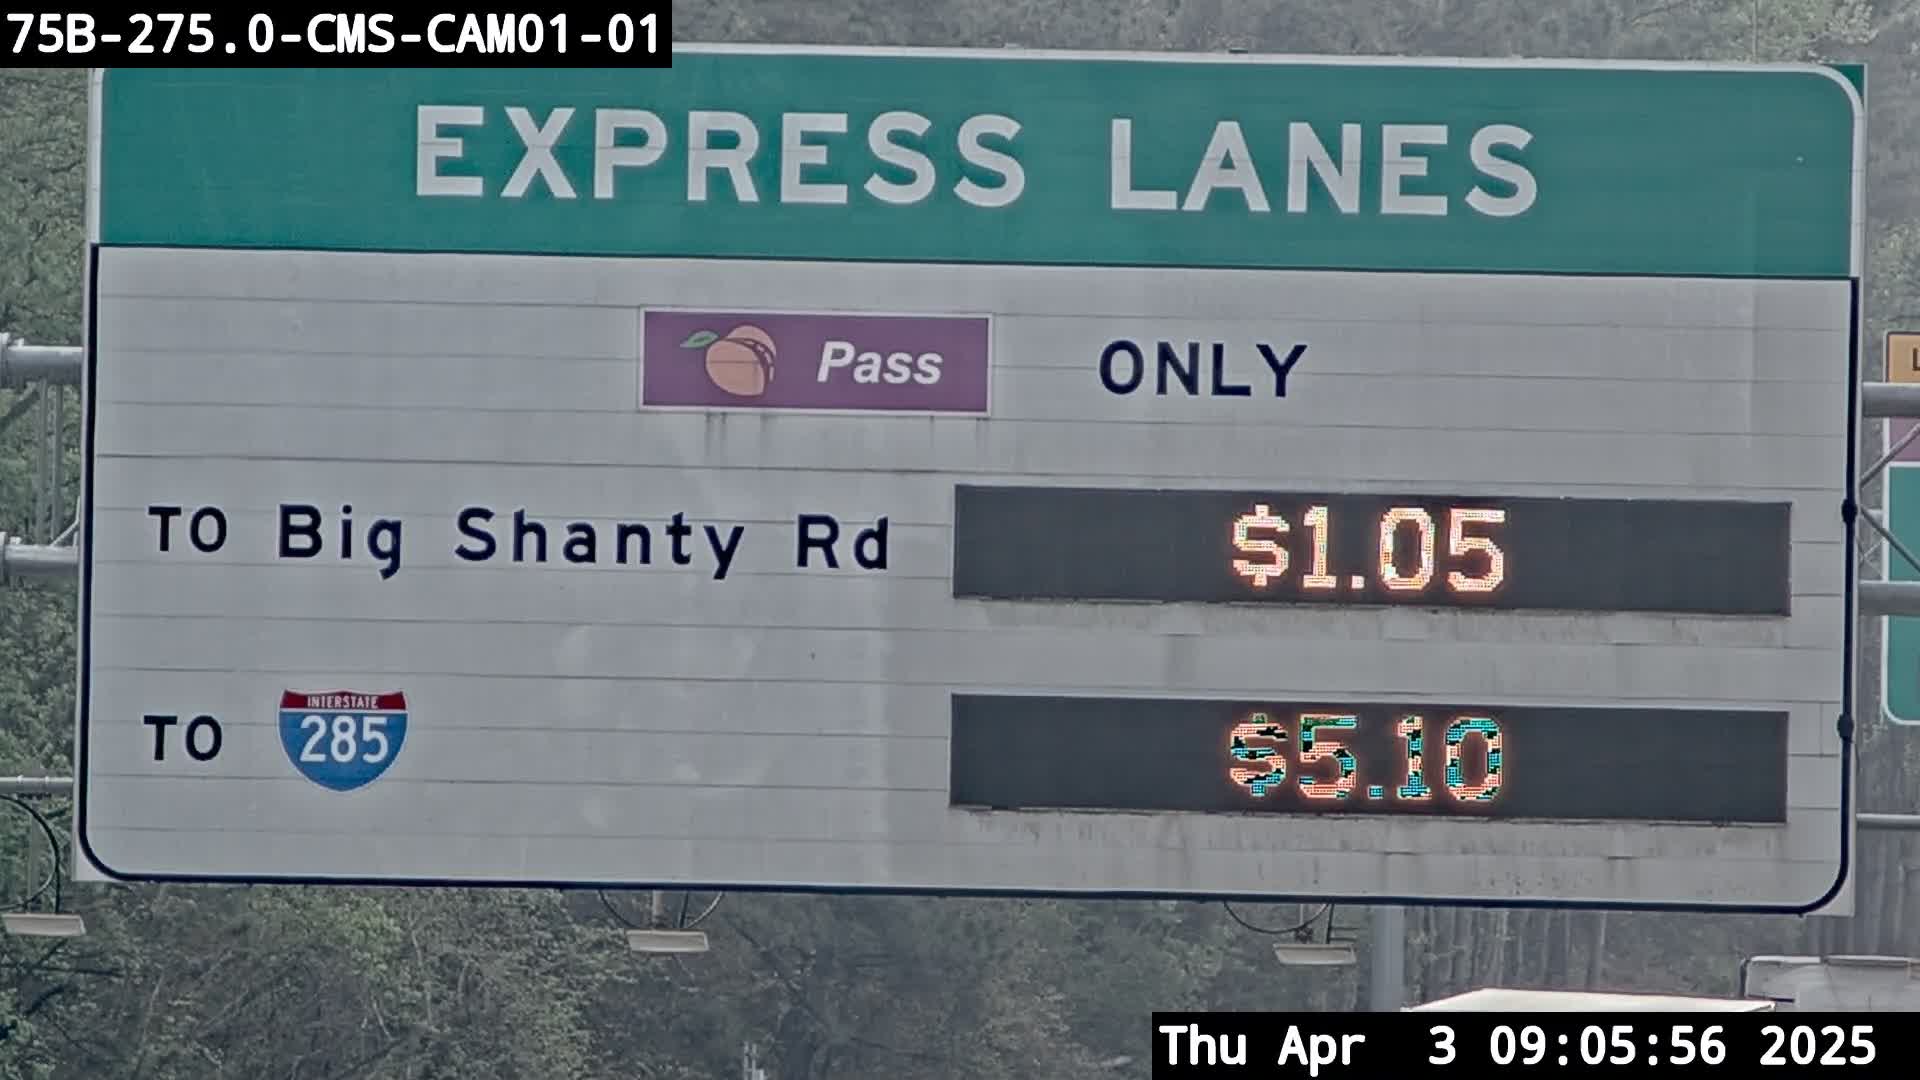 75B-275.0-CMS-CAM01-01
EXPRESS LANES
Pass ONLY
TO Big Shanty Rd $1.05
INTERSTATE
TO 285 $5.10
Thu Apr 3 09:05:56 2025